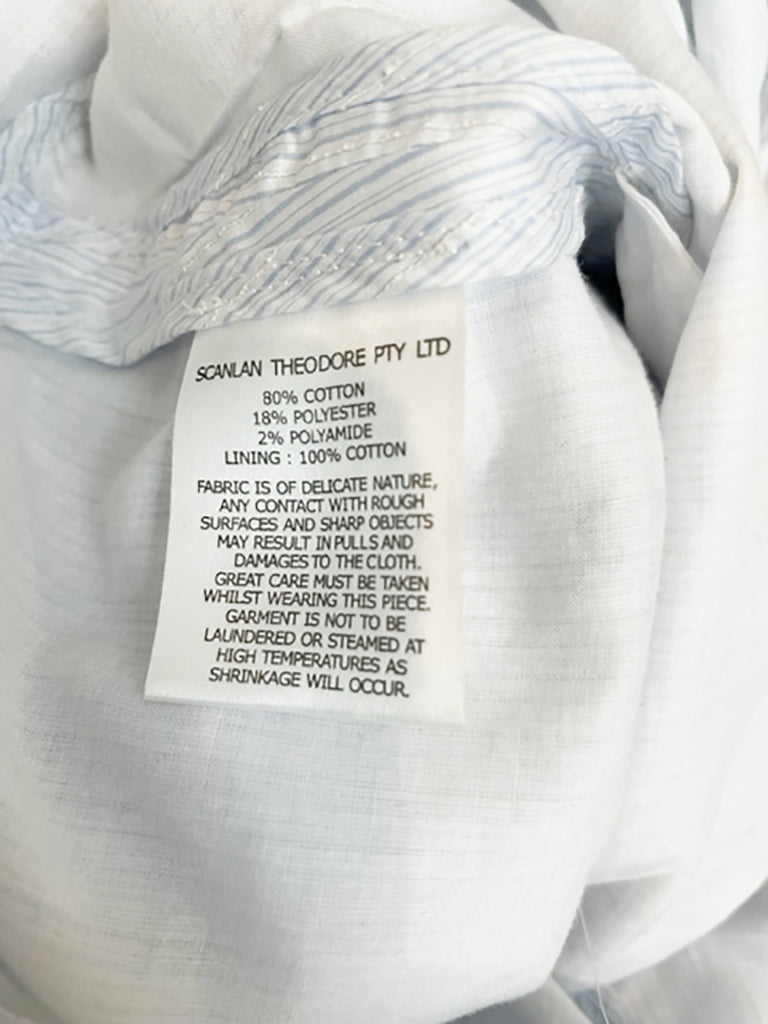 SCANLAN THEODORE PTY LTD
80% COTTON
18% POLYESTER
2% POLYAMIDE
LINING : 100% COTTON
FABRIC IS OF DELICATE NATURE,
ANY CONTACT WITH ROUGH
SURFACES AND SHARP OBJECTS
MAY RESULT IN PULLS AND
DAMAGES TO THE CLOTH.
GREAT CARE MUST BE TAKEN
WHILST WEARING THIS PIECE.
GARMENT IS NOT TO BE
LAUNDERED OR STEAMED AT
HIGH TEMPERATURES AS
SHRINKAGE WILL OCCUR.